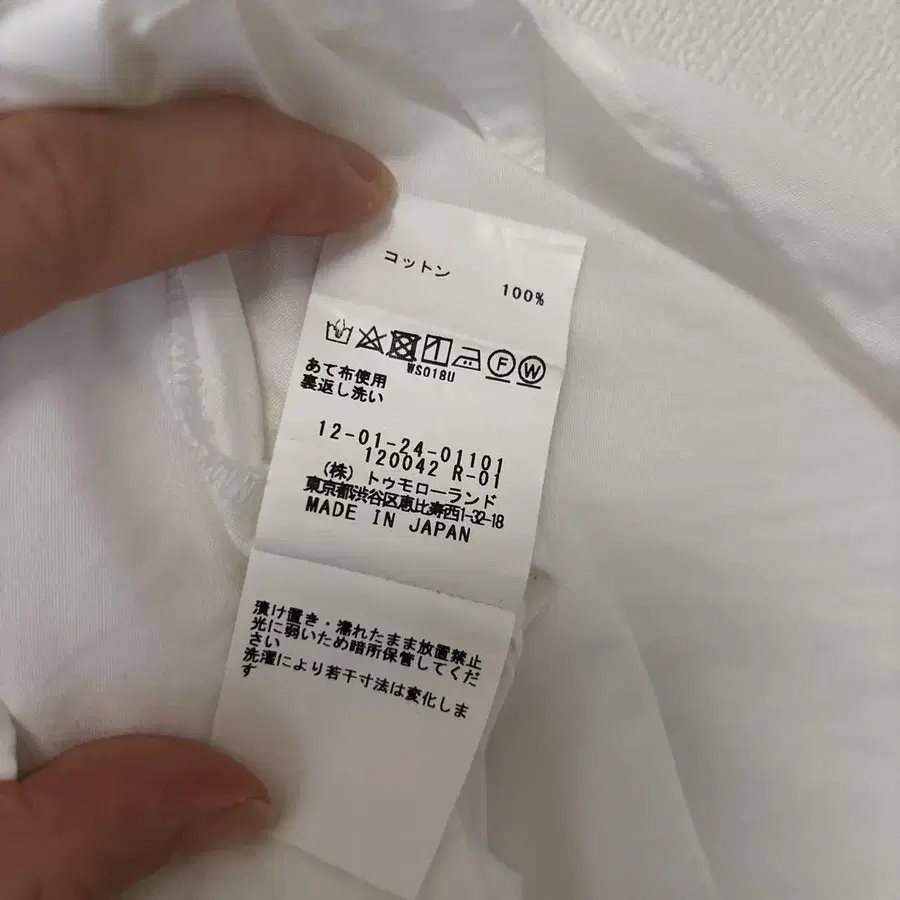 コットン
100%
F W
WS018U
あて布使用
裏返し洗い
12-01-24-01101
120042 R-01
(株) トゥモローランド
東京都渋谷区恵比寿西1-32-18
MADE IN JAPAN
漬け置き・濡れたまま放置禁止
光に弱いため暗所保管してくだ
さい
洗濯により若干寸法は変化しま
す